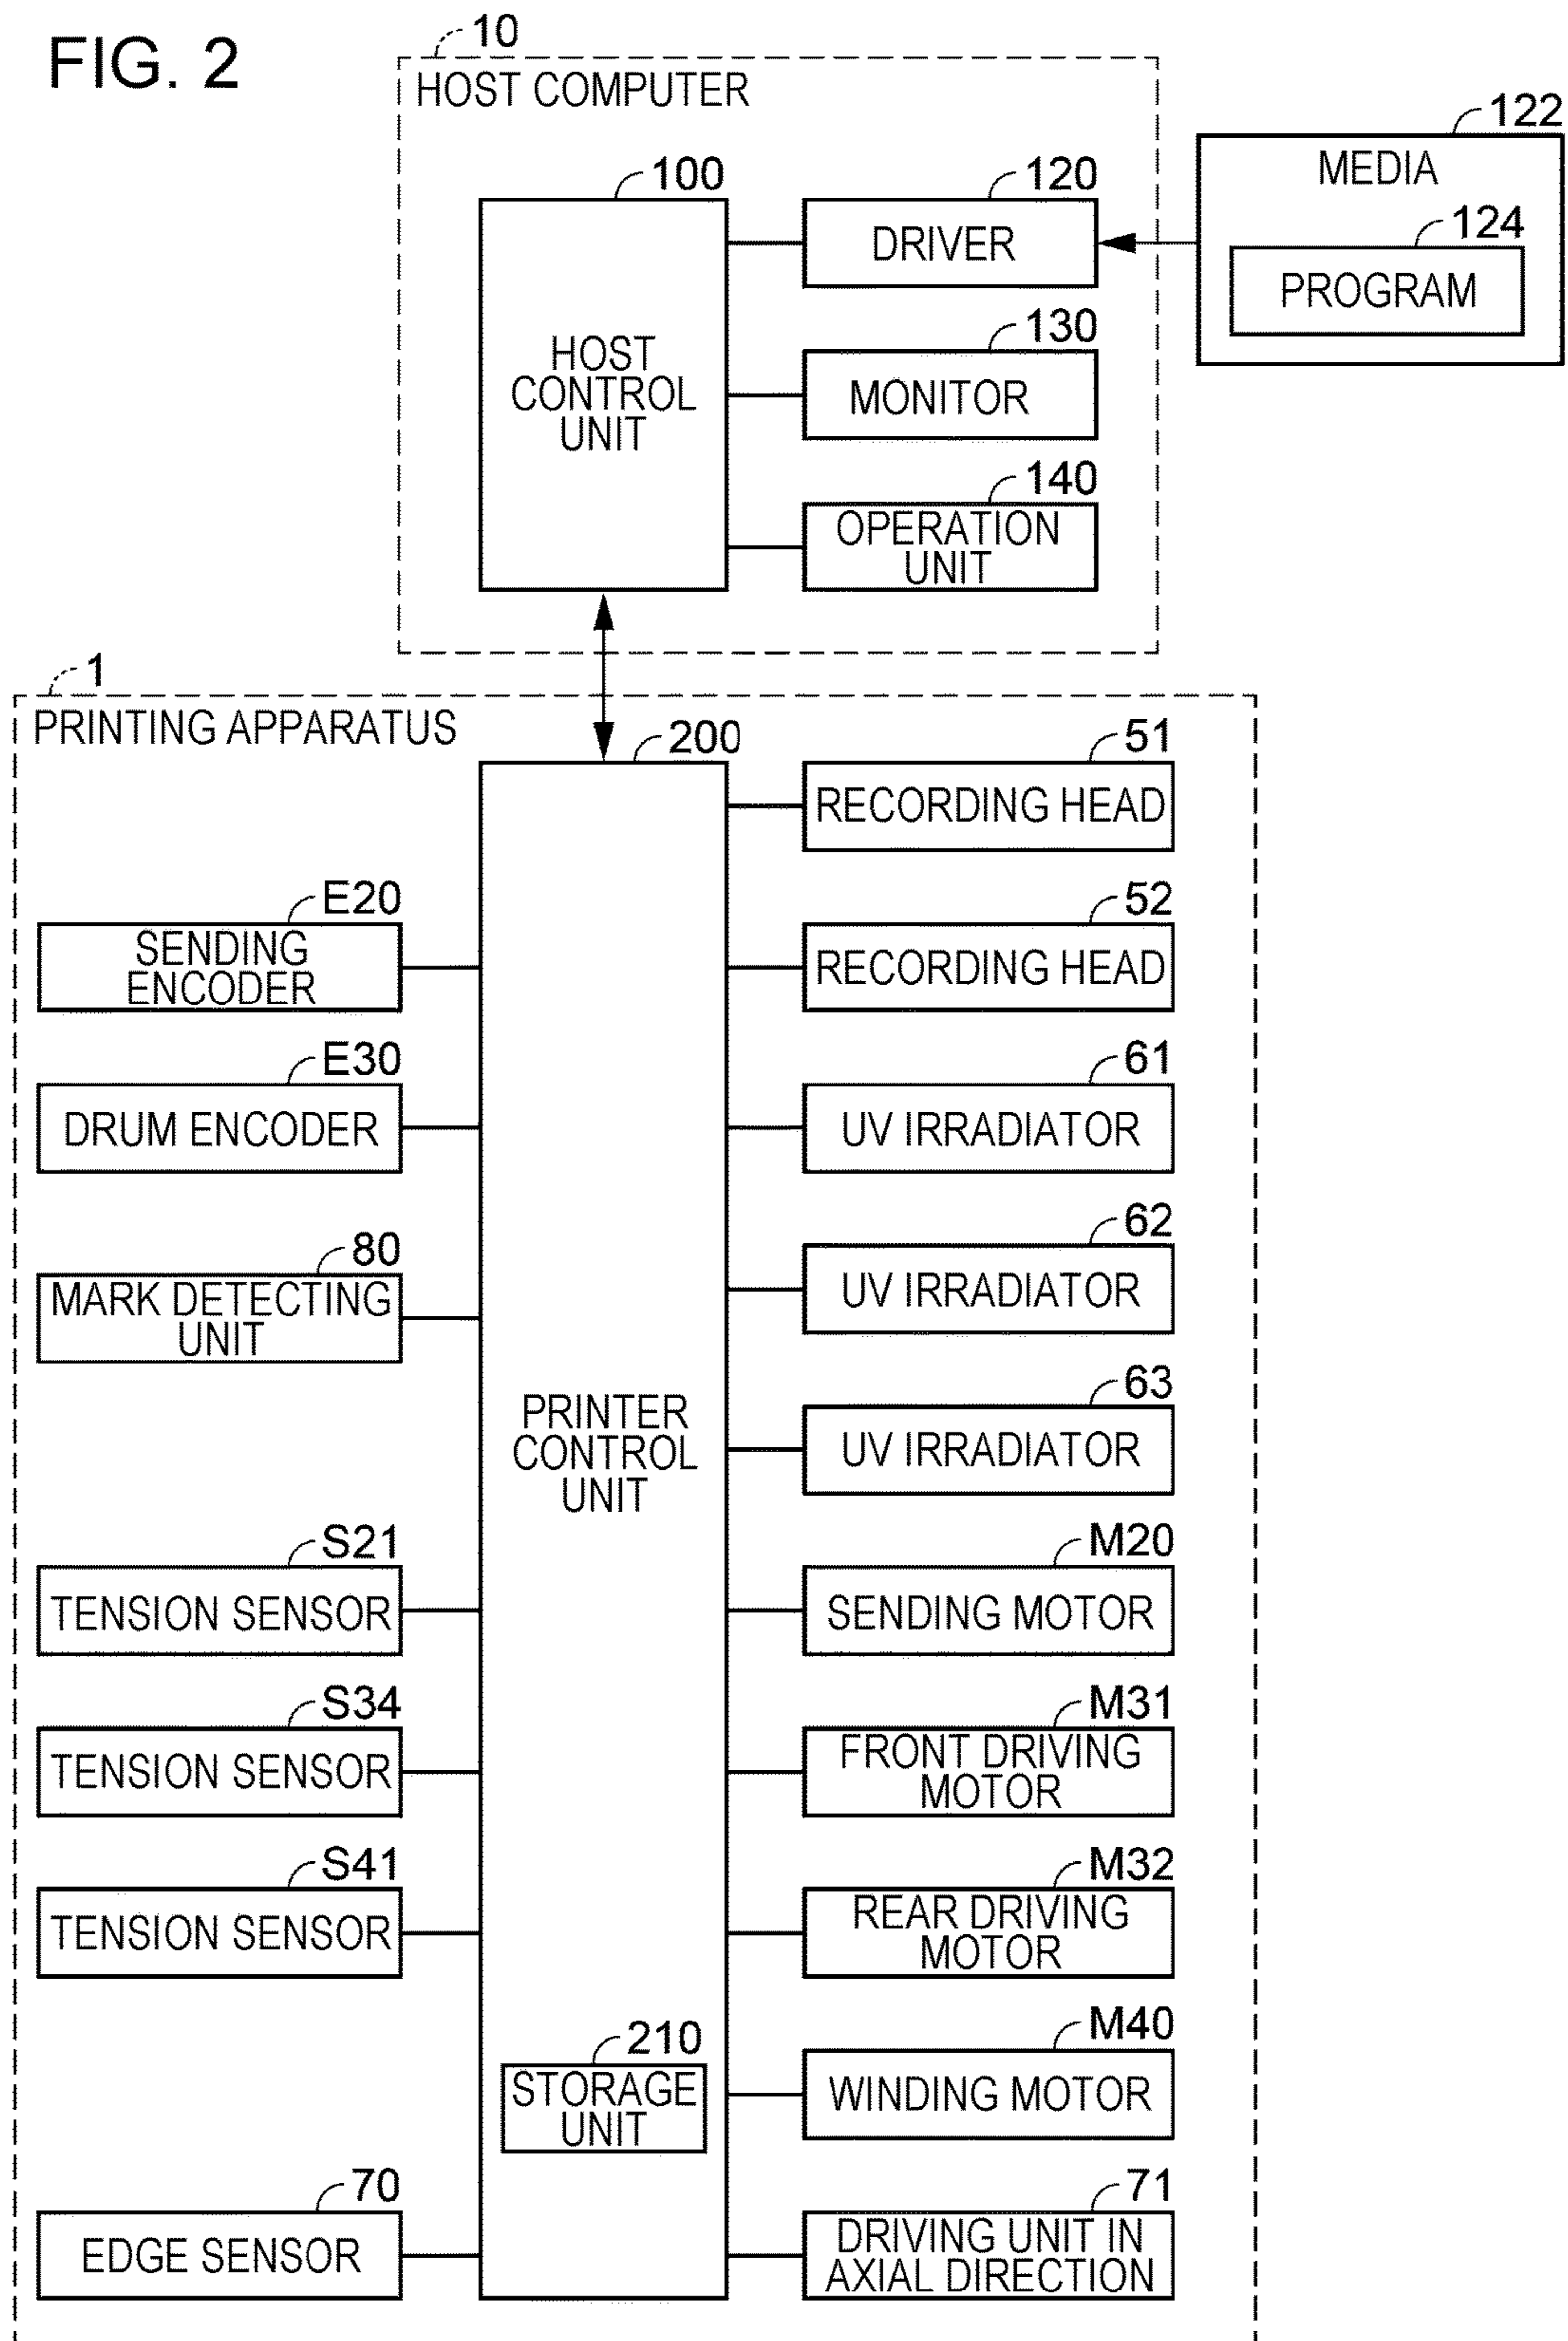 FIG. 2
10
HOST COMPUTER
122
MEDIA
124
PROGRAM
100
HOST
CONTROL
UNIT
120
DRIVER
130
MONITOR
140
OPERATION
UNIT
1
PRINTING APPARATUS
200
PRINTER
CONTROL
UNIT
210
STORAGE
UNIT
E20
SENDING
ENCODER
E30
DRUM ENCODER
80
MARK DETECTING
UNIT
S21
TENSION SENSOR
S34
TENSION SENSOR
S41
TENSION SENSOR
70
EDGE SENSOR
51
RECORDING HEAD
52
RECORDING HEAD
61
UV IRRADIATOR
62
UV IRRADIATOR
63
UV IRRADIATOR
M20
SENDING MOTOR
M31
FRONT DRIVING
MOTOR
M32
REAR DRIVING
MOTOR
M40
WINDING MOTOR
71
DRIVING UNIT IN
AXIAL DIRECTION